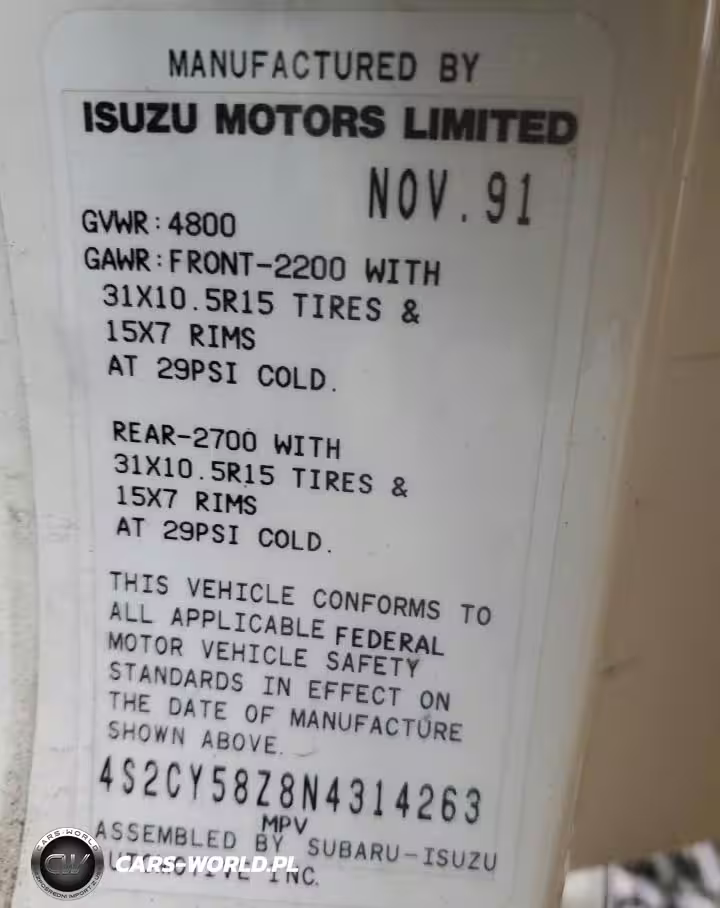 MANUFACTURED BY
ISUZU MOTORS LIMITED
NOV.91
GVWR:4800
GAWR:FRONT-2200 WITH
31X10.5R15 TIRES &
15X7 RIMS
AT 29PSI COLD.
REAR-2700 WITH
31X10.5R15 TIRES &
15X7 RIMS
AT 29PSI COLD.
THIS VEHICLE CONFORMS TO
ALL APPLICABLE FEDERAL
MOTOR VEHICLE SAFETY
STANDARDS IN EFFECT ON
THE DATE OF MANUFACTURE
SHOWN ABOVE.
4S2CY58Z8N4314263
MPV
ASSEMBLED BY SUBARU-ISUZU
INC.
CARS-WORLD
CW
CARS-WORLD.PL